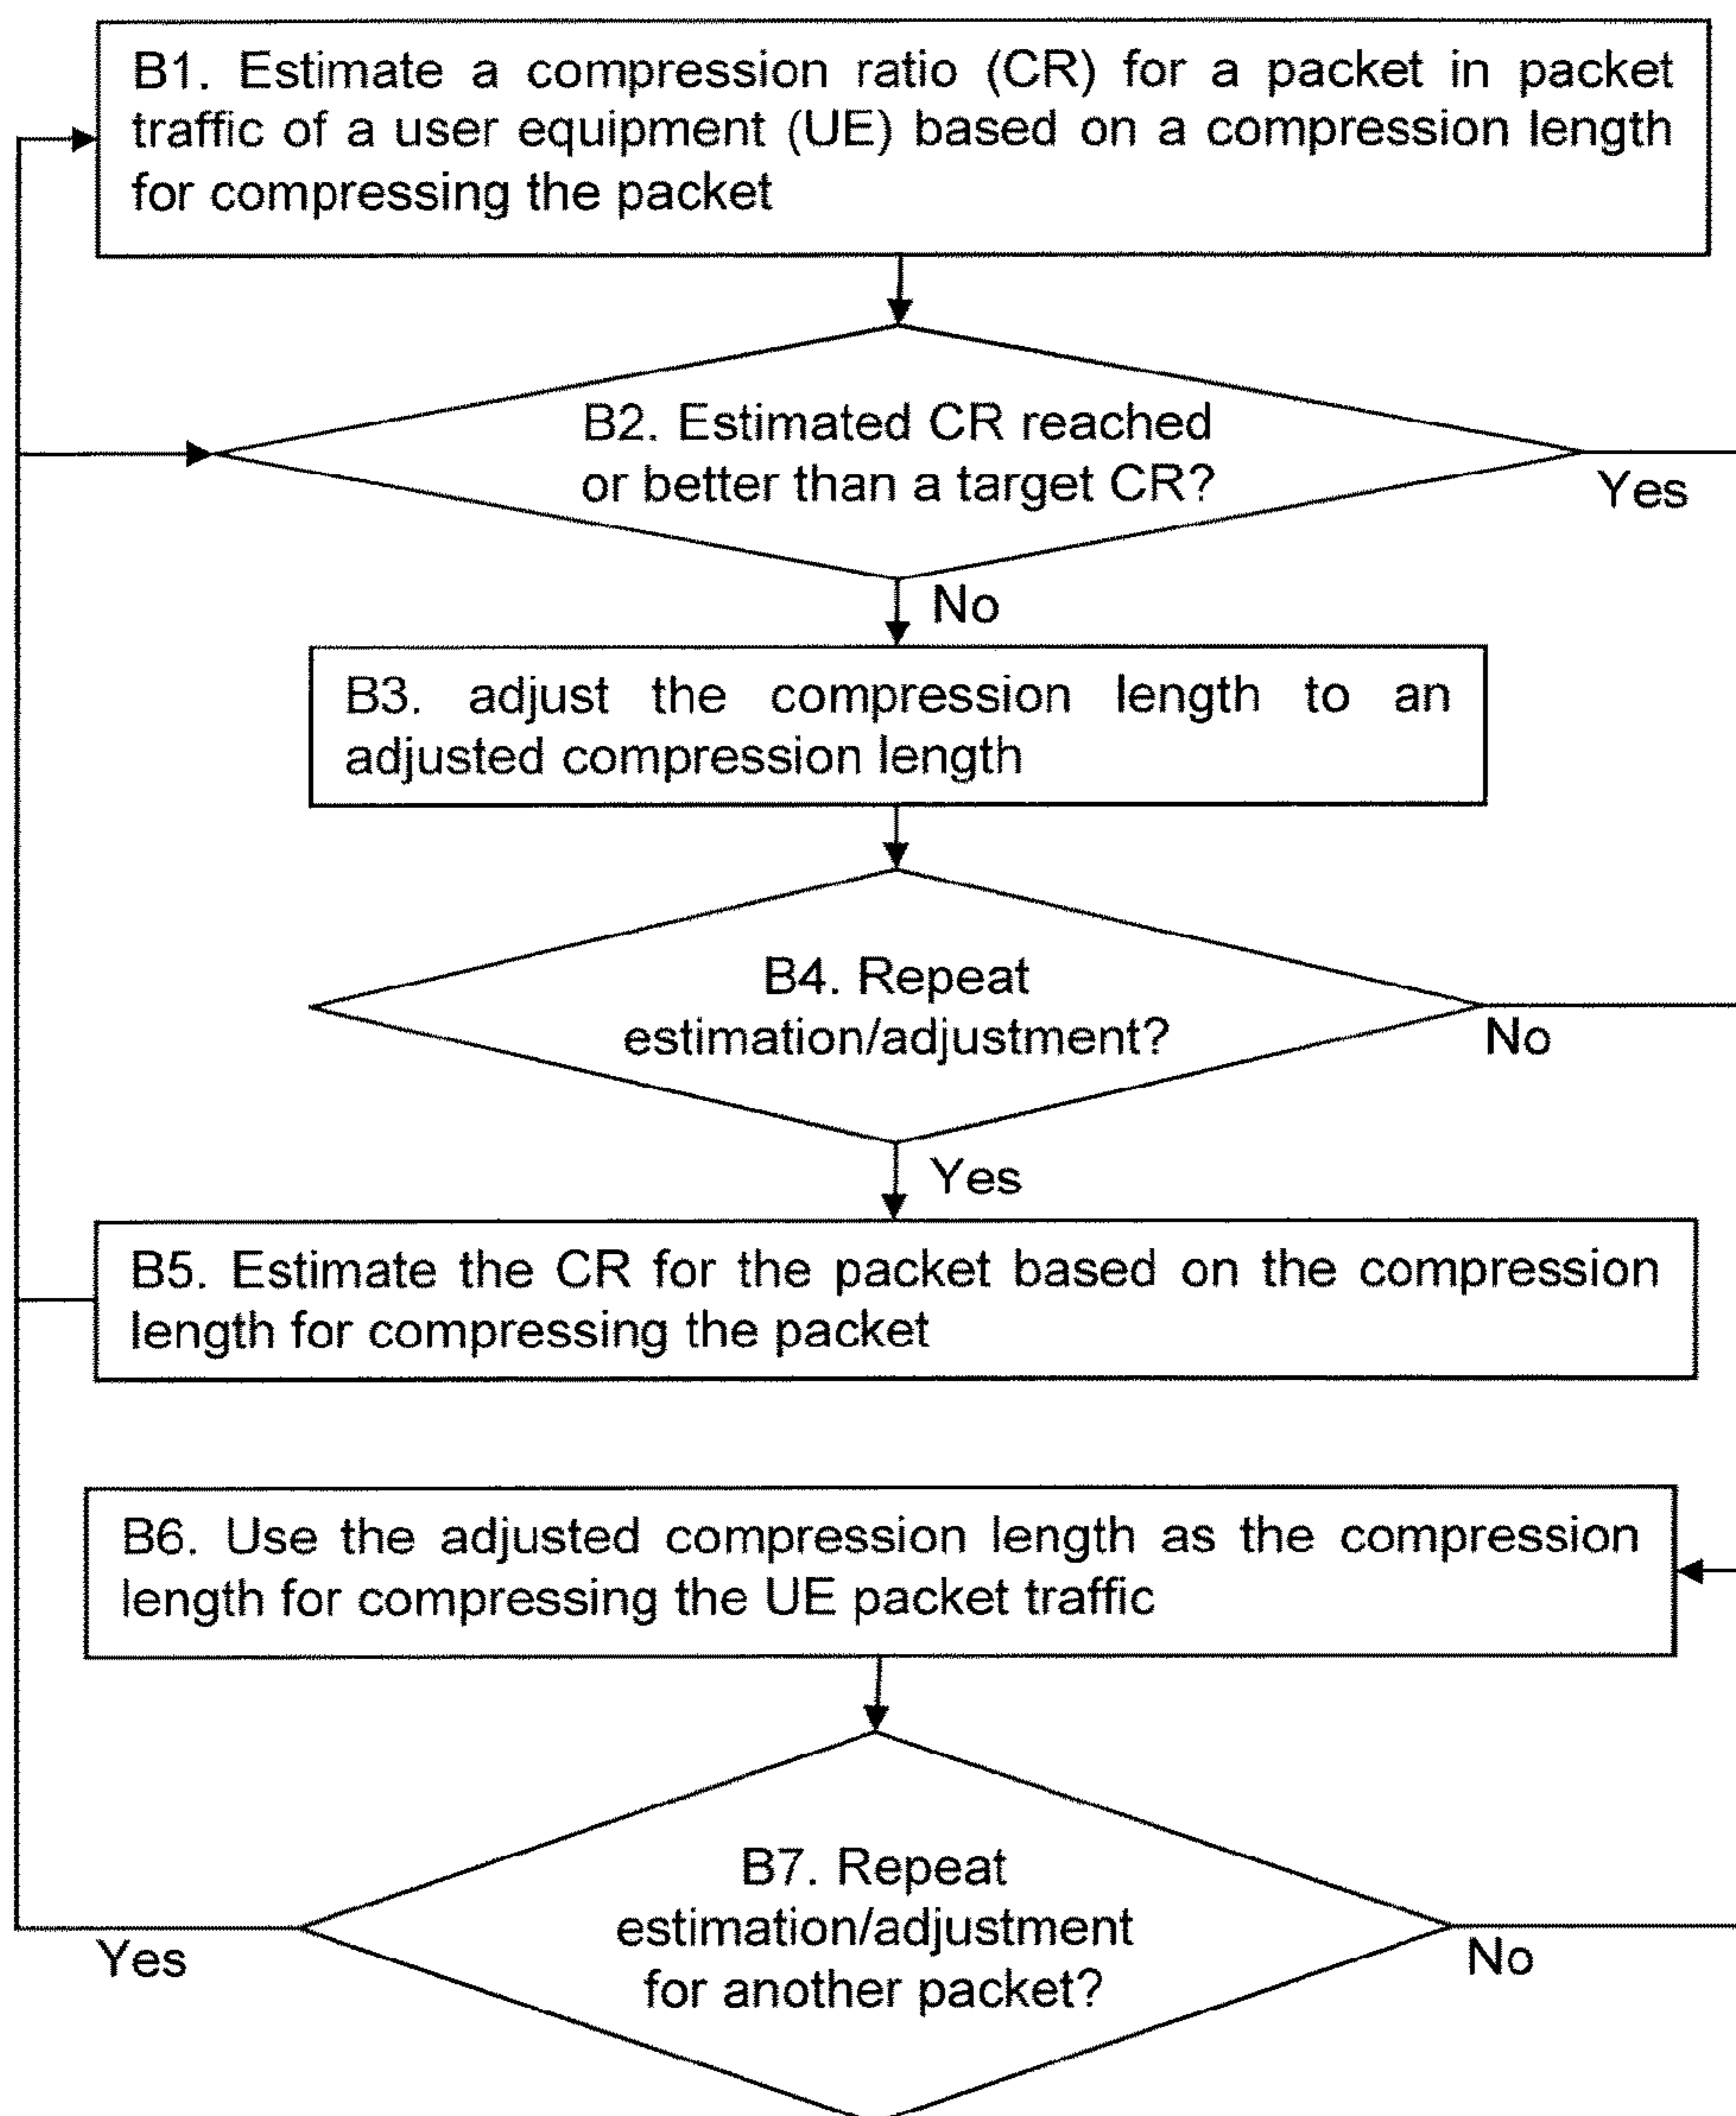 B1. Estimate a compression ratio (CR) for a packet in packet
traffic of a user equipment (UE) based on a compression length
for compressing the packet
B2. Estimated CR reached
or better than a target CR?
Yes
No
B3. adjust the compression length to an
adjusted compression length
B4. Repeat
estimation/adjustment?
No
Yes
B5. Estimate the CR for the packet based on the compression
length for compressing the packet
B6. Use the adjusted compression length as the compression
length for compressing the UE packet traffic
B7. Repeat
estimation/adjustment
for another packet?
Yes
No